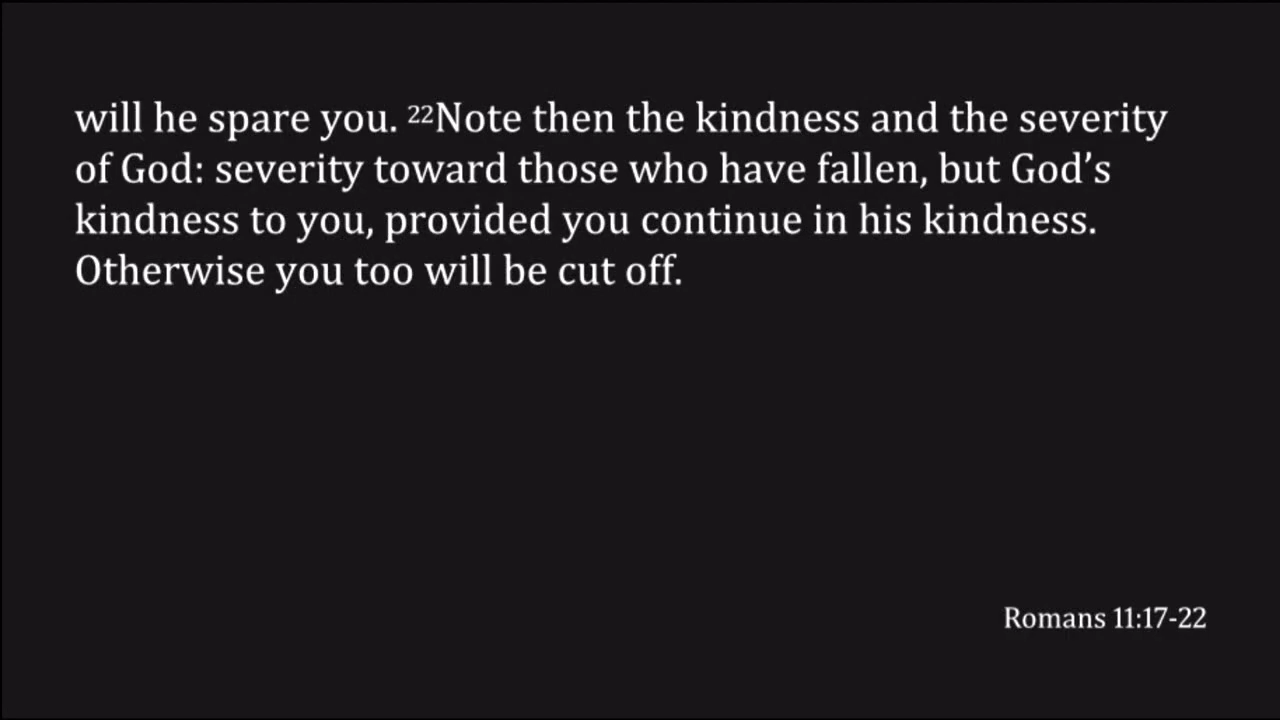 will he spare you. ²²Note then the kindness and the severity
of God: severity toward those who have fallen, but God’s
kindness to you, provided you continue in his kindness.
Otherwise you too will be cut off.
Romans 11:17-22